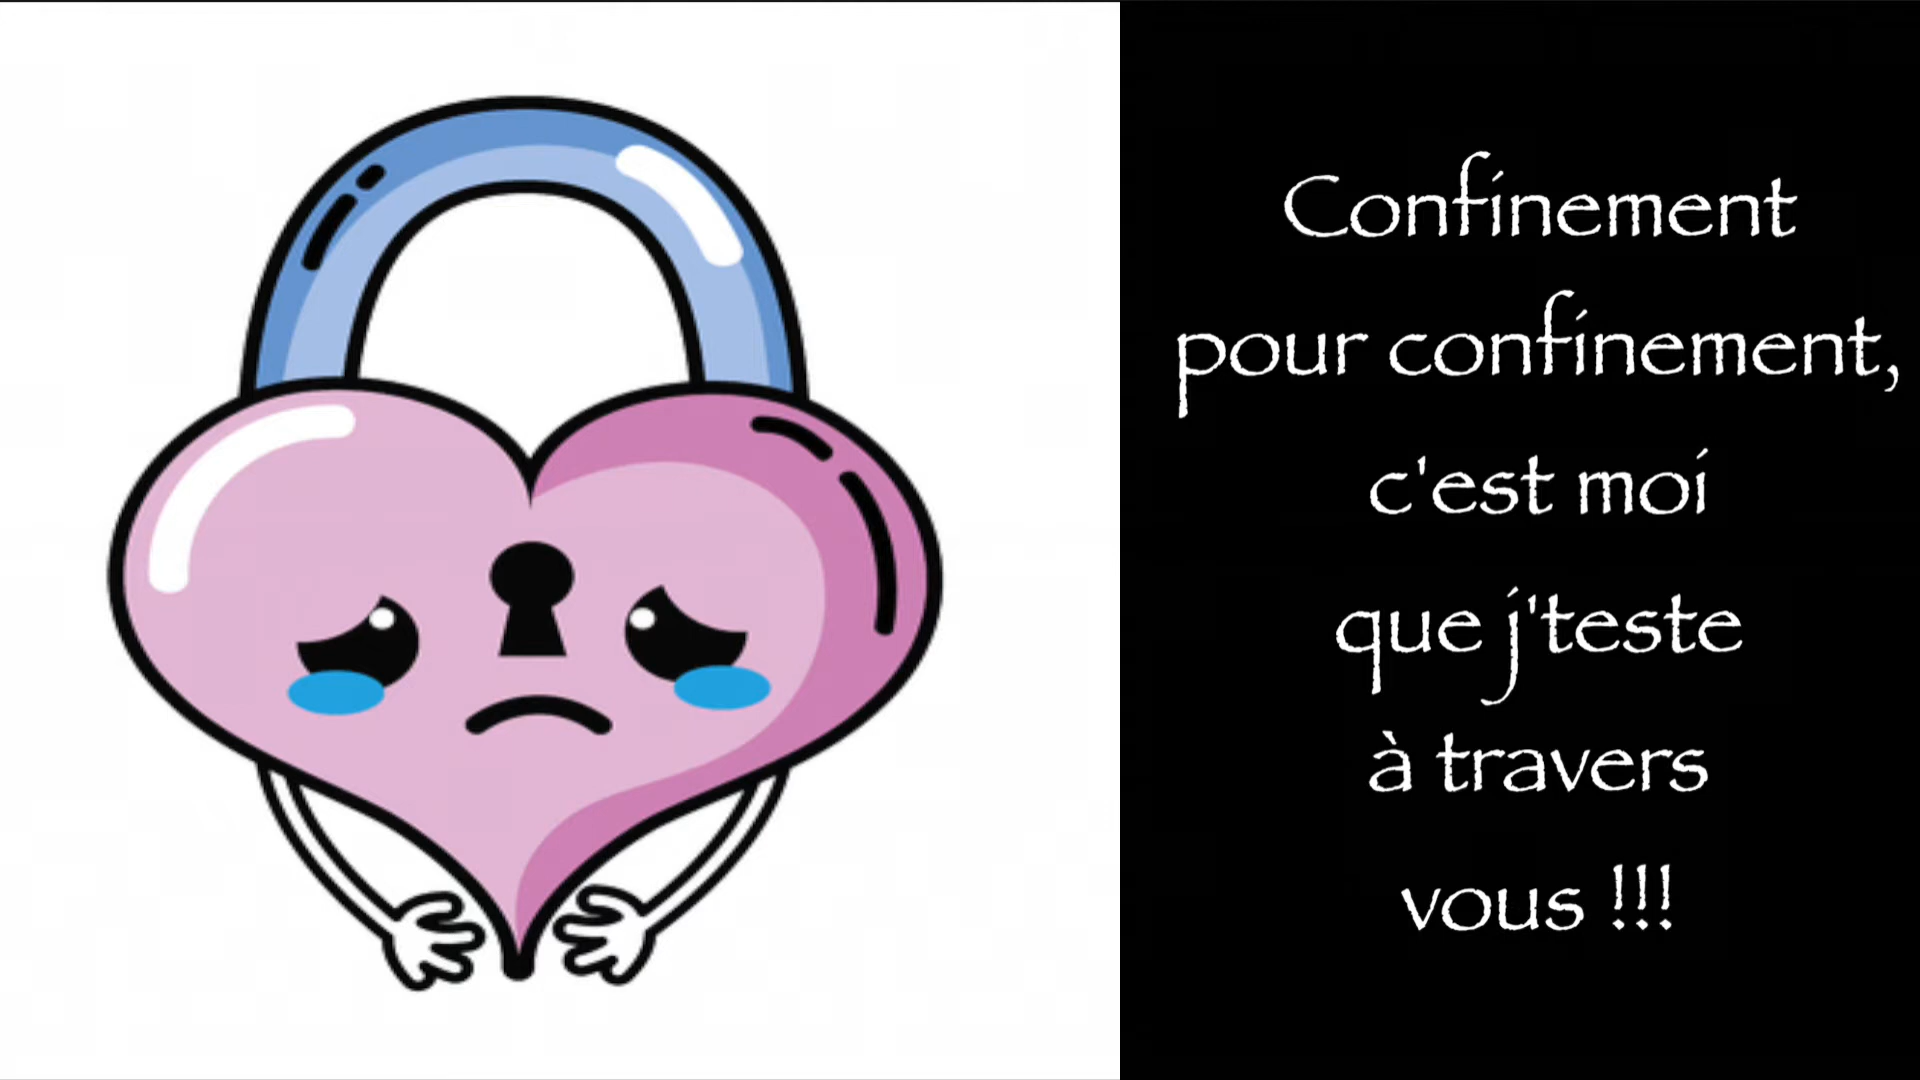 Confinement
pour confinement,
c'est moi
que j'teste
à travers
vous !!!